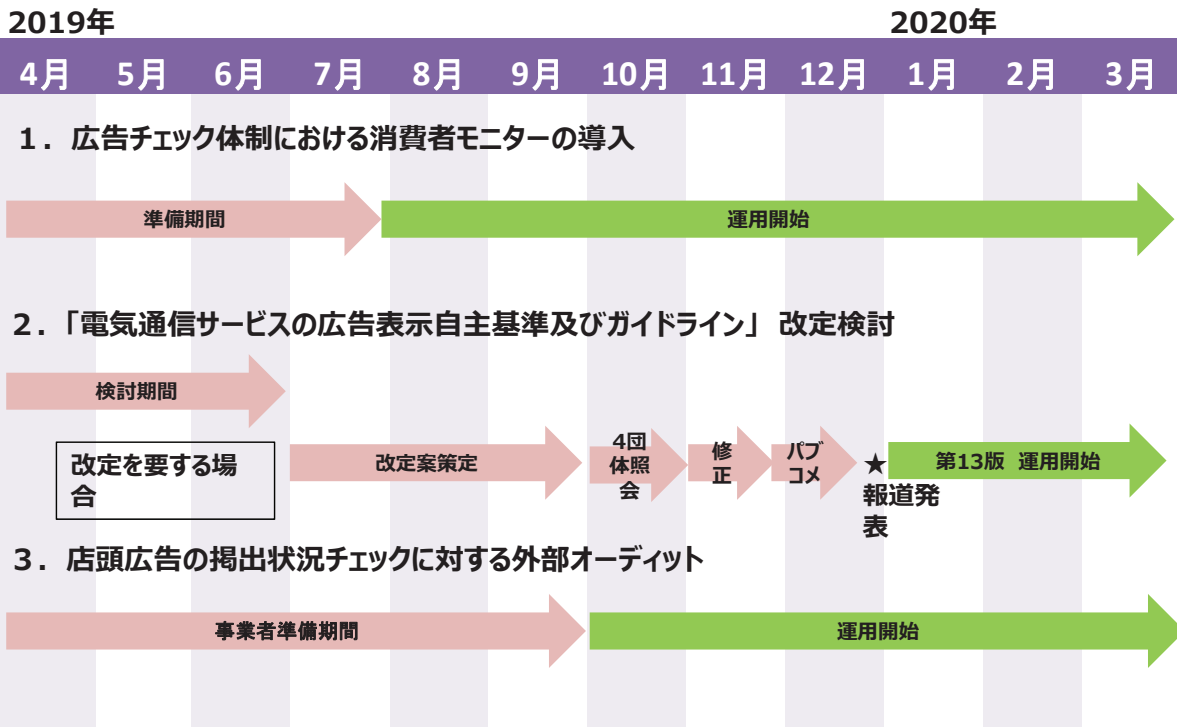 2019年 2020年
4月 5月 6月 7月 8月 9月 10月 11月 12月 1月 2月 3月
１．広告チェック体制における消費者モニターの導入
準備期間 運用開始
２．「電気通信サービスの広告表示自主基準及びガイドライン」 改定検討
検討期間
改定を要する場
合
改定案策定
4団
体照
会
修
正
パブ
コメ
★
報道発
表
第13版 運用開始
３．店頭広告の掲出状況チェックに対する外部オーディット
事業者準備期間 運用開始